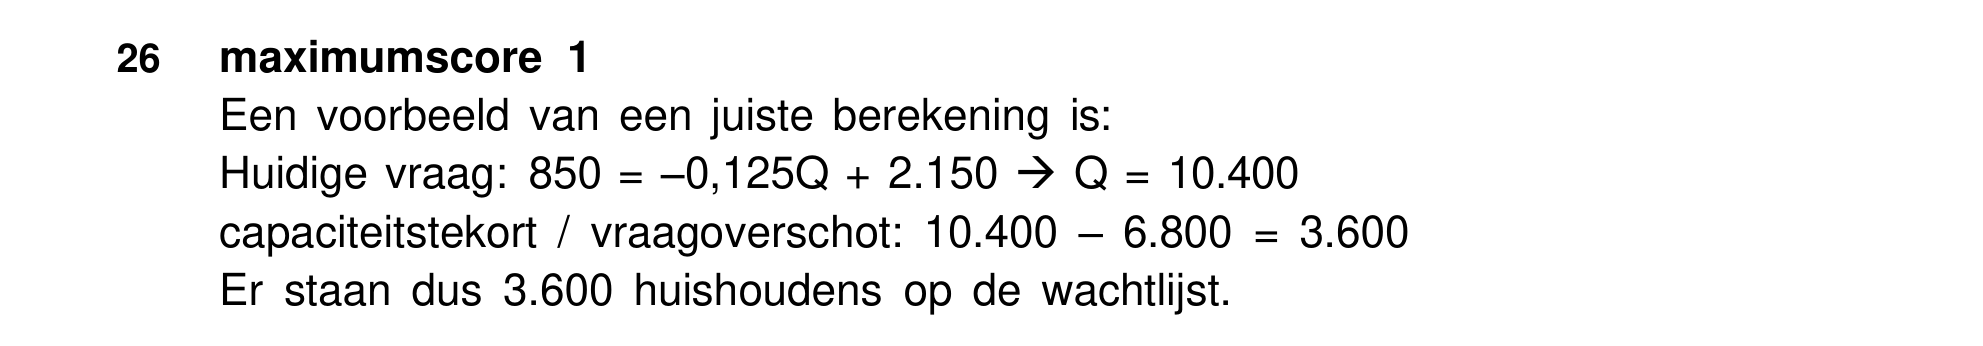 26 maximumscore 1
Een voorbeeld van een juiste berekening is:
Huidige vraag: 850 = –0,125Q + 2.150 → Q = 10.400
capaciteitstekort / vraagoverschot: 10.400 – 6.800 = 3.600
Er staan dus 3.600 huishoudens op de wachtlijst.